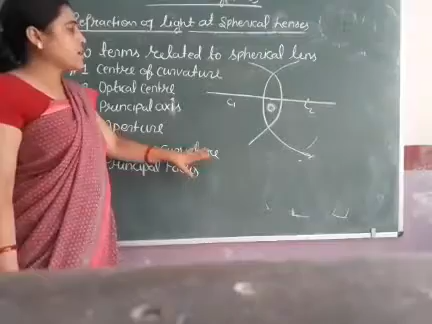 Refraction of light at spherical lenses
terms related to spherical lens
1 Centre of curvature
Optical centre
Principal axis
Aperture
Principal
C1
O
C2